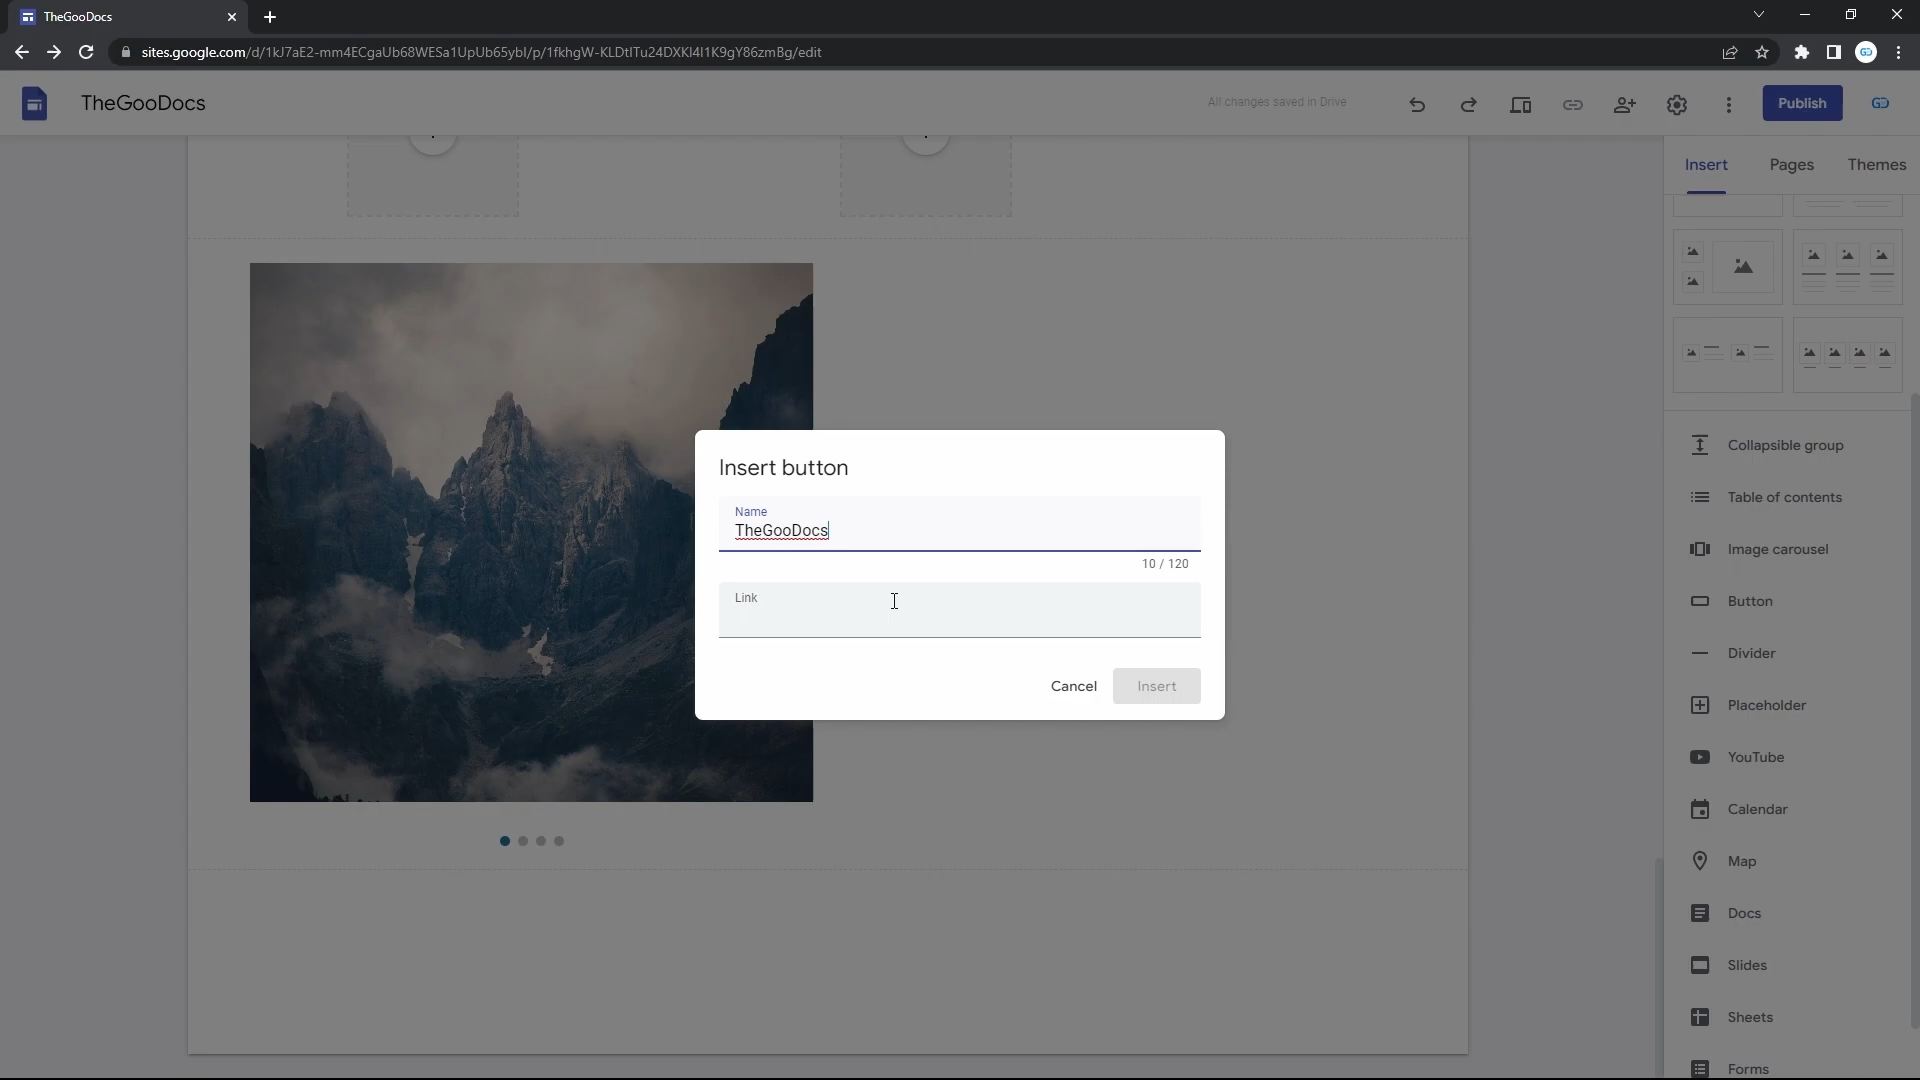 TheGooDocs
sites.google.com/d/1kJ7aE2-mm4ECgaUb68WESa1UpUb65ybI/p/1fkhgW-KLDtlTu24DXKl4l1K9gY86zmBg/edit
TheGooDocs
All changes saved in Drive
Publish
Insert
Pages
Themes
Insert button
Name
TheGooDocs
10 / 120
Link
Cancel
Insert
Collapsible group
Table of contents
Image carousel
Button
Divider
Placeholder
YouTube
Calendar
Map
Docs
Slides
Sheets
Forms